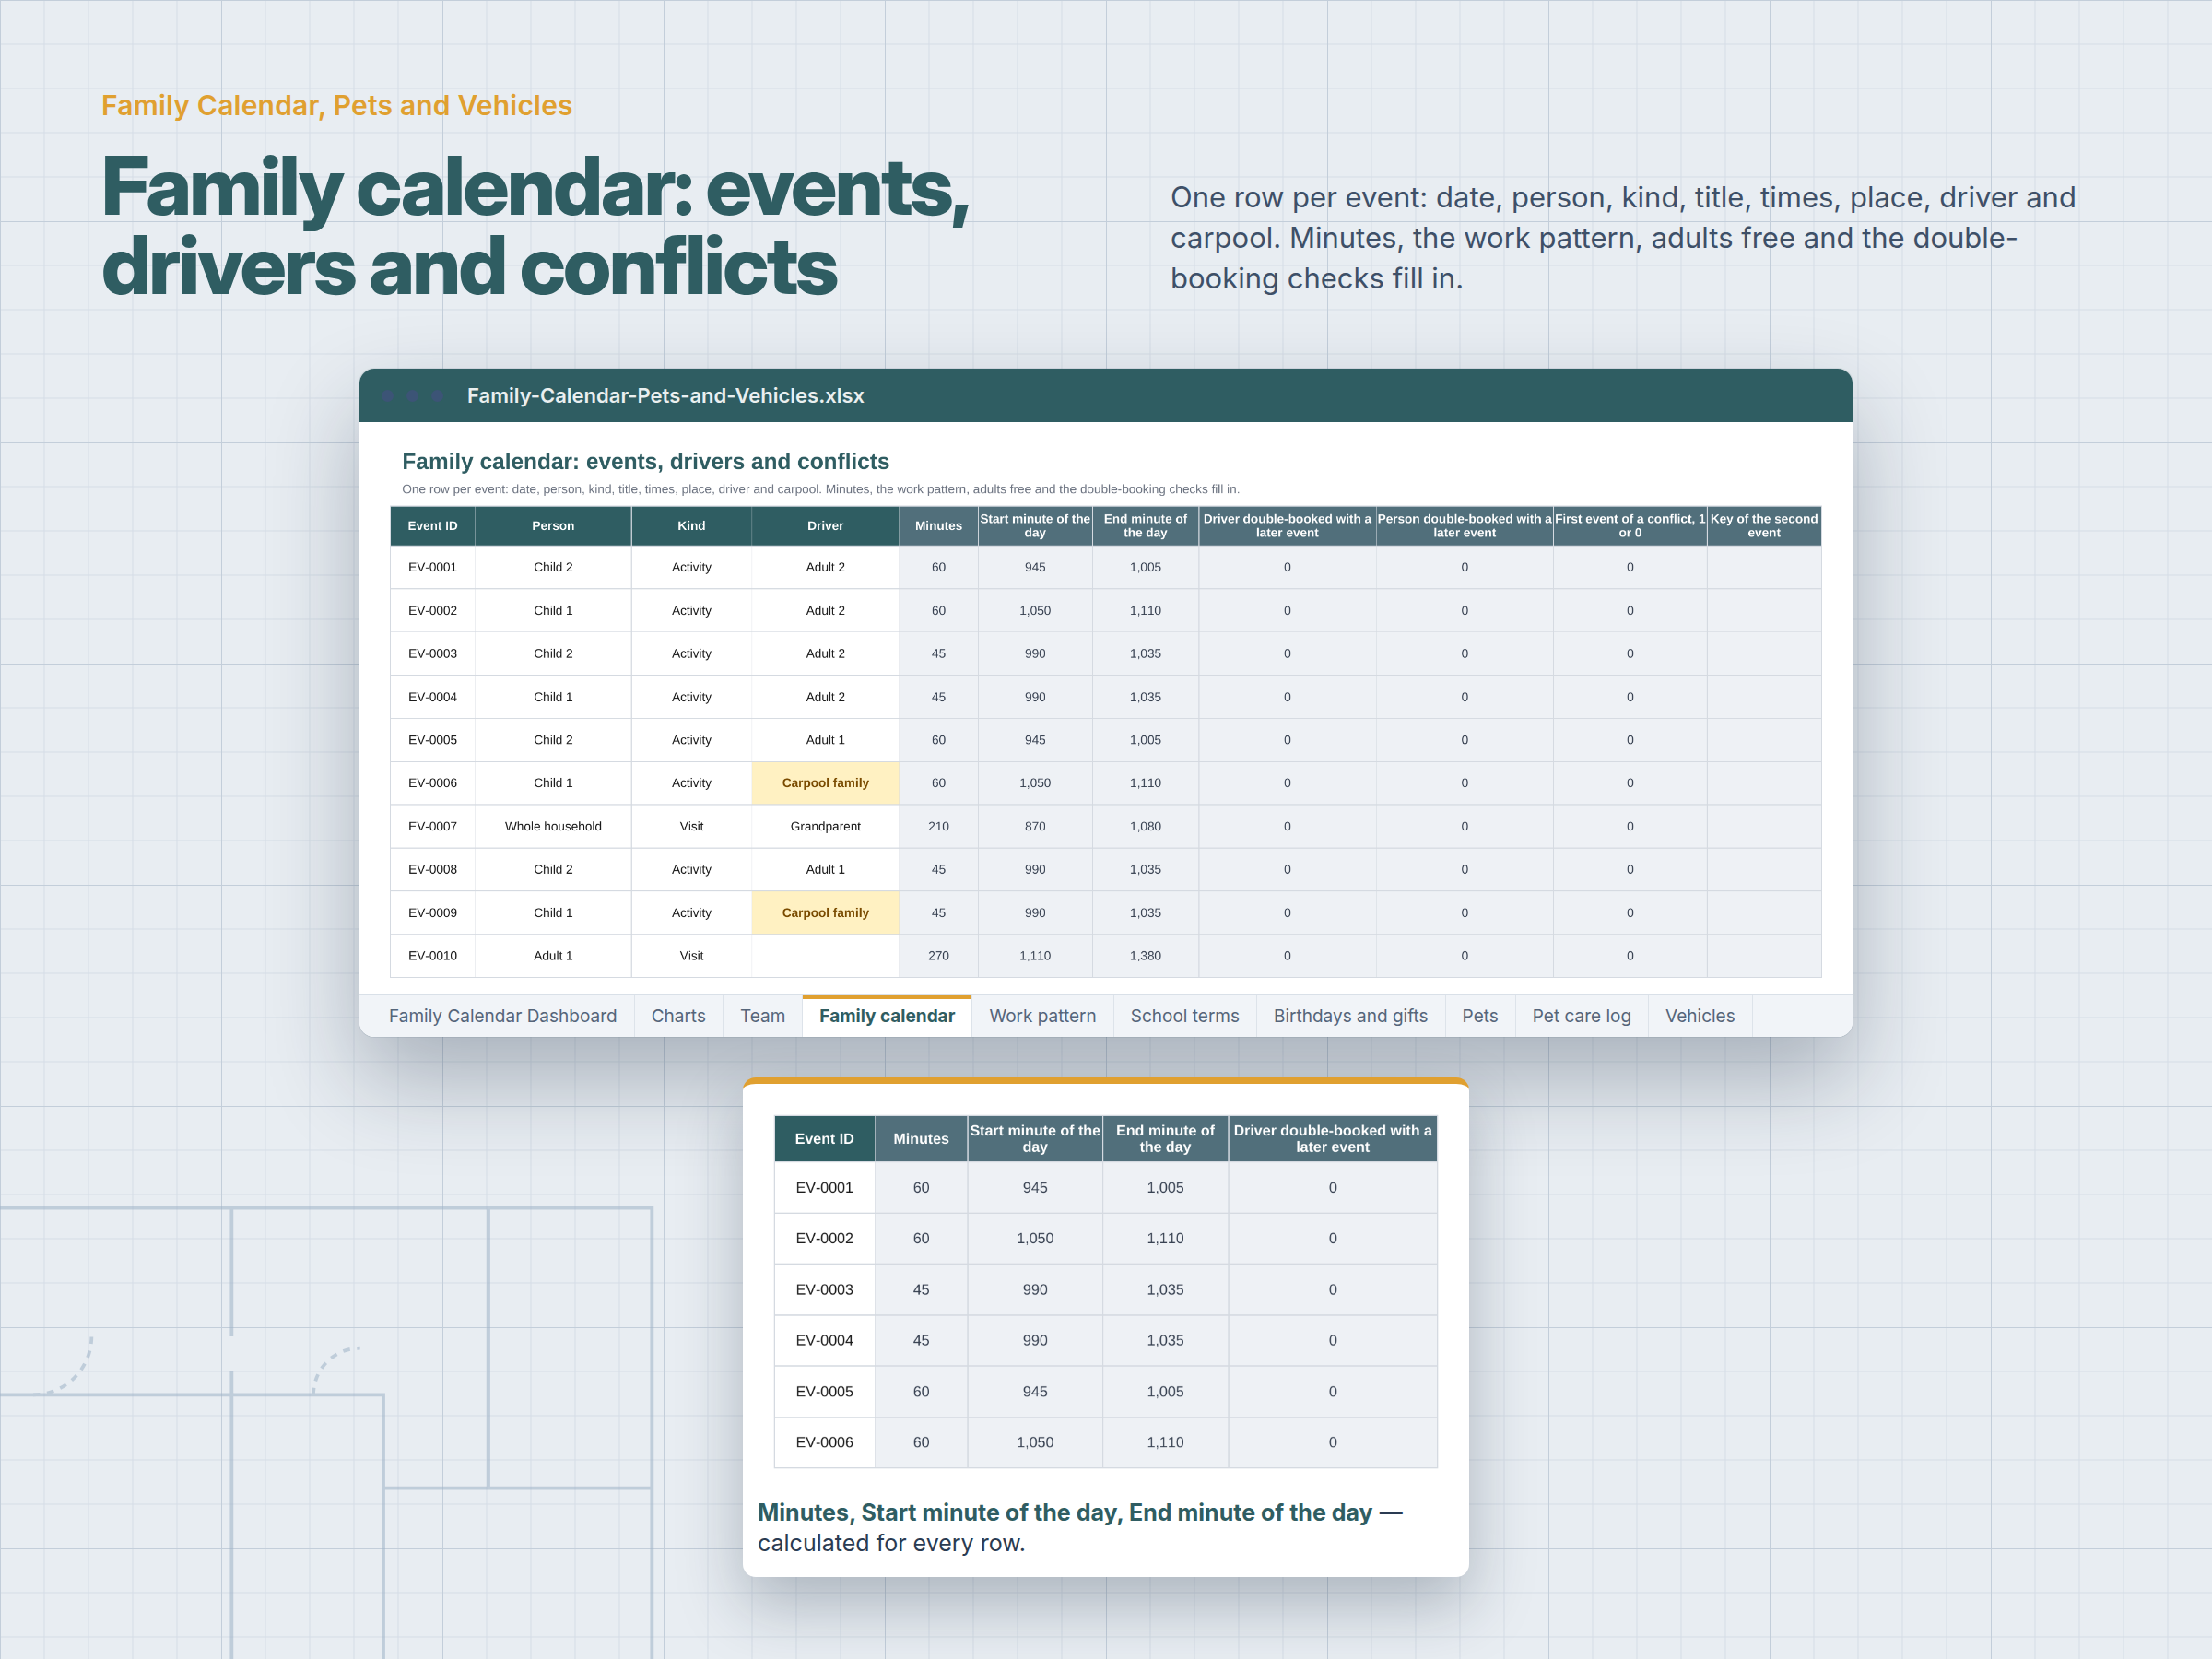 Family Calendar, Pets and Vehicles
Family calendar: events,
drivers and conflicts
One row per event: date, person, kind, title, times, place, driver and
carpool. Minutes, the work pattern, adults free and the double-
booking checks fill in.
Family-Calendar-Pets-and-Vehicles.xlsx
Family calendar: events, drivers and conflicts
One row per event: date, person, kind, title, times, place, driver and carpool. Minutes, the work pattern, adults free and the double-booking checks fill in.
Event ID Person Kind Driver Minutes Start minute of the day End minute of the day Driver double-booked with a later event Person double-booked with a later event First event of a conflict, 1 or 0 Key of the second event
EV-0001 Child 2 Activity Adult 2 60 945 1,005 0 0 0
EV-0002 Child 1 Activity Adult 2 60 1,050 1,110 0 0 0
EV-0003 Child 2 Activity Adult 2 45 990 1,035 0 0 0
EV-0004 Child 1 Activity Adult 2 45 990 1,035 0 0 0
EV-0005 Child 2 Activity Adult 1 60 945 1,005 0 0 0
EV-0006 Child 1 Activity Carpool family 60 1,050 1,110 0 0 0
EV-0007 Whole household Visit Grandparent 210 870 1,080 0 0 0
EV-0008 Child 2 Activity Adult 1 45 990 1,035 0 0 0
EV-0009 Child 1 Activity Carpool family 45 990 1,035 0 0 0
EV-0010 Adult 1 Visit 270 1,110 1,380 0 0 0
Family Calendar Dashboard Charts Team Family calendar Work pattern School terms Birthdays and gifts Pets Pet care log Vehicles
Event ID Minutes Start minute of the day End minute of the day Driver double-booked with a later event
EV-0001 60 945 1,005 0
EV-0002 60 1,050 1,110 0
EV-0003 45 990 1,035 0
EV-0004 45 990 1,035 0
EV-0005 60 945 1,005 0
EV-0006 60 1,050 1,110 0
Minutes, Start minute of the day, End minute of the day —
calculated for every row.